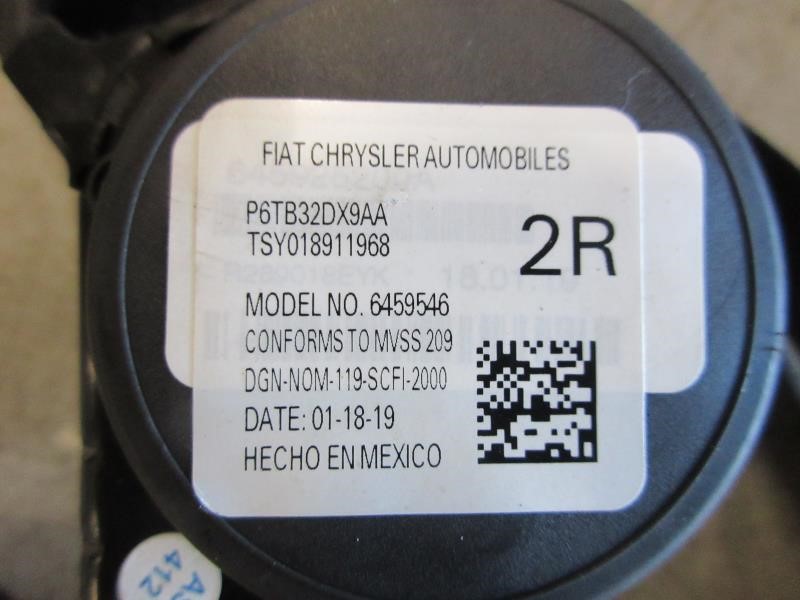 FIAT CHRYSLER AUTOMOBILES
P6TB32DX9AA
TSY018911968
2R
MODEL NO. 6459546
CONFORMS TO MVSS 209
DGN-NOM-119-SCFI-2000
DATE: 01-18-19
HECHO EN MEXICO
412